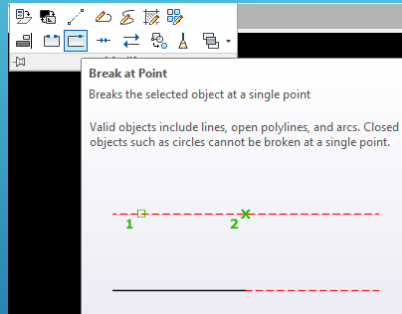 Break at Point
Breaks the selected object at a single point
Valid objects include lines, open polylines, and arcs. Closed
objects such as circles cannot be broken at a single point.
1
2